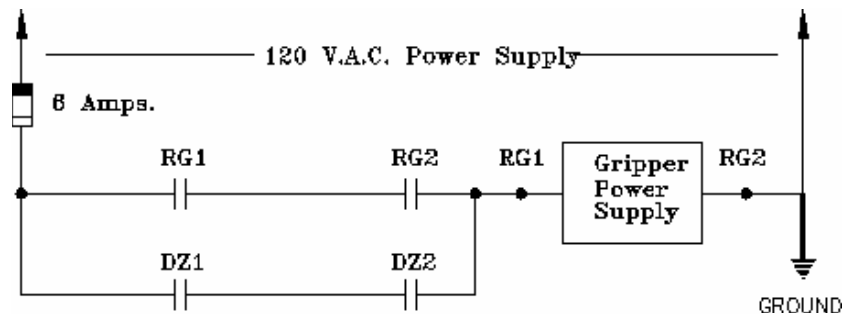 120 V.A.C. Power Supply
6 Amps.
RG1
RG2
RG1
Gripper
Power
Supply
RG2
DZ1
DZ2
GROUND